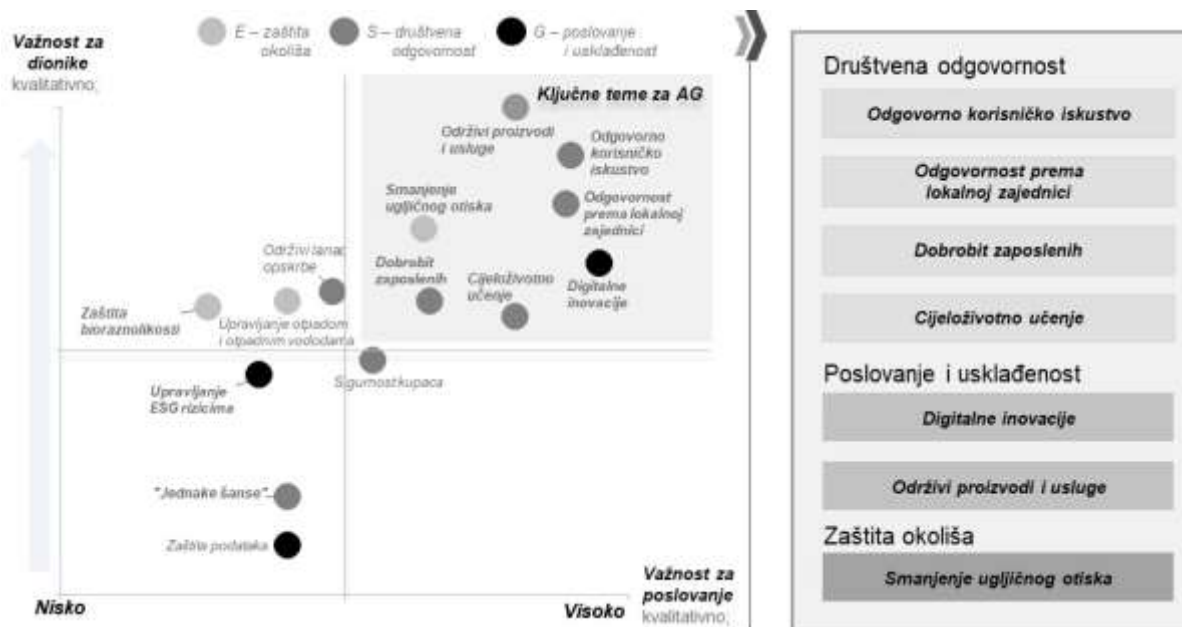 Važnost za
dionike
kvalitativno;
E – zaštita
okoliša
S – društvena
odgovornost
G – poslovanje
i usklađenost
Ključne teme za AG
Održivi proizvodi
i usluge
Odgovorno
korisničko
iskustvo
Smanjenje
ugljičnog otiska
Odgovornost
prema lokalnoj
zajednici
Održivi lanac
opskrbe
Dobrobit
zaposlenih
Cijeloživotno
učenje
Digitalne
inovacije
Zaštita
bioraznolikosti
Upravljanje otpadom
i otpadnim vodoama
Sigurnost kupaca
Upravljanje
ESG rizicima
"Jednake šanse"
Zaštita podataka
Nisko
Visoko
Važnost za
poslovanje
kvalitativno;
Društvena odgovornost
Odgovorno korisničko iskustvo
Odgovornost prema
lokalnoj zajednici
Dobrobit zaposlenih
Cijeloživotno učenje
Poslovanje i usklađenost
Digitalne inovacije
Održivi proizvodi i usluge
Zaštita okoliša
Smanjenje ugljičnog otiska